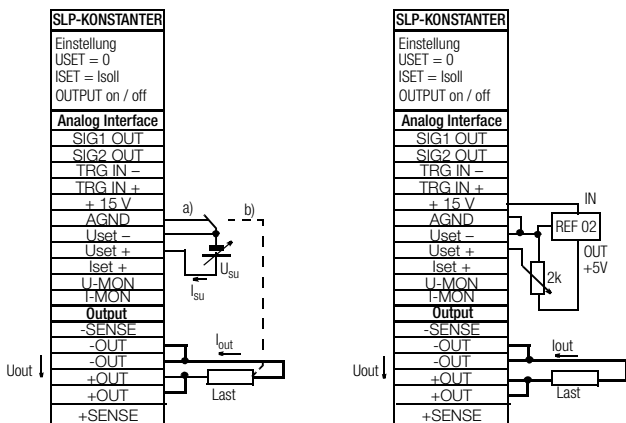 SLP-KONSTANTER
Einstellung
USET = 0
ISET = Isoll
OUTPUT on / off
Analog Interface
SIG1 OUT
SIG2 OUT
TRG IN –
TRG IN +
+ 15 V
AGND
Uset –
Uset +
Iset +
U-MON
I-MON
Output
-SENSE
-OUT
-OUT
+OUT
+OUT
+SENSE
a)
b)
Usu
Isu
Iout
Uout
Last
SLP-KONSTANTER
Einstellung
USET = 0
ISET = Isoll
OUTPUT on / off
Analog Interface
SIG1 OUT
SIG2 OUT
TRG IN –
TRG IN +
+ 15 V
AGND
Uset –
Uset +
Iset +
U-MON
I-MON
Output
-SENSE
-OUT
-OUT
+OUT
+OUT
+SENSE
IN
REF 02
OUT
+5V
2k
Iout
Uout
Last